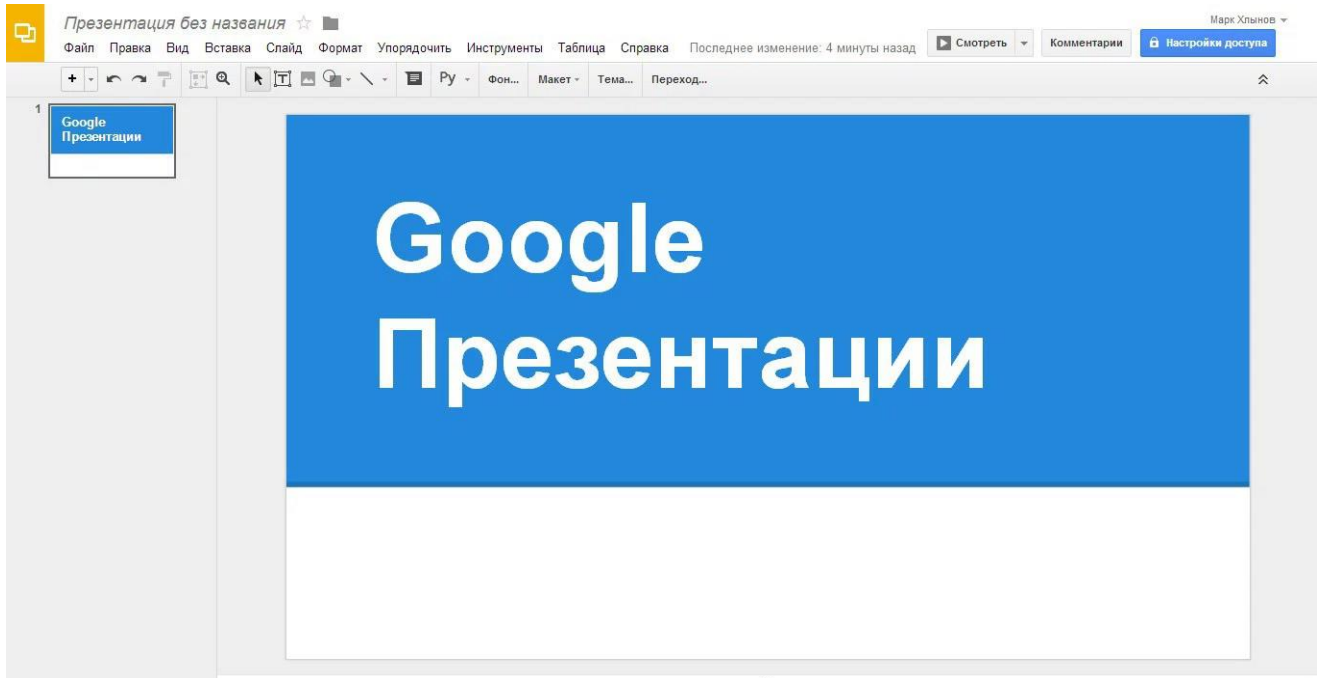 Марк Хлынов
Презентация без названия
Файл Правка Вид Вставка Слайд Формат Упорядочить Инструменты Таблица Справка Последнее изменение: 4 минуты назад
Смотреть Комментарии Настройки доступа
Ру Фон... Макет Тема... Переход...
1
Google
Презентации
Google
Презентации